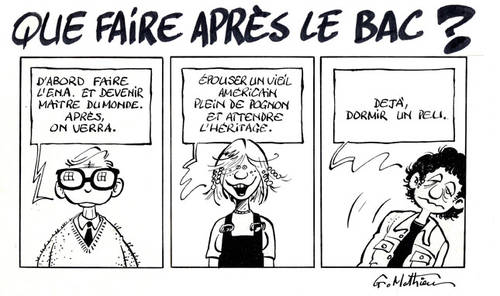 QUE FAIRE APRÈS LE BAC ?
D'ABORD FAIRE
L'ENA. ET DEVENIR
MAÎTRE DU MONDE.
APRÈS,
ON VERRA.
ÉPOUSER UN VIEIL
AMÉRICAIN
PLEIN DE POGNON
ET ATTENDRE
L'HÉRITAGE.
DEJÀ,
DORMIR UN PEU.
G. Mathieu